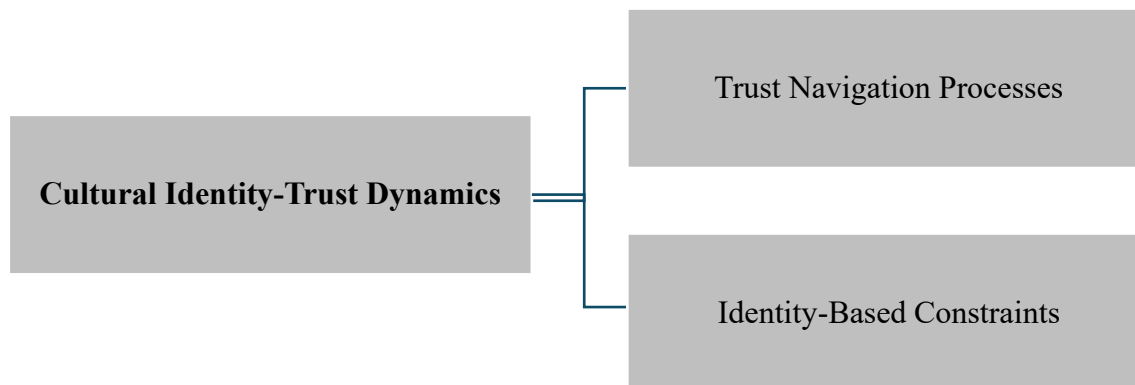 Trust Navigation Processes
Cultural Identity-Trust Dynamics
Identity-Based Constraints